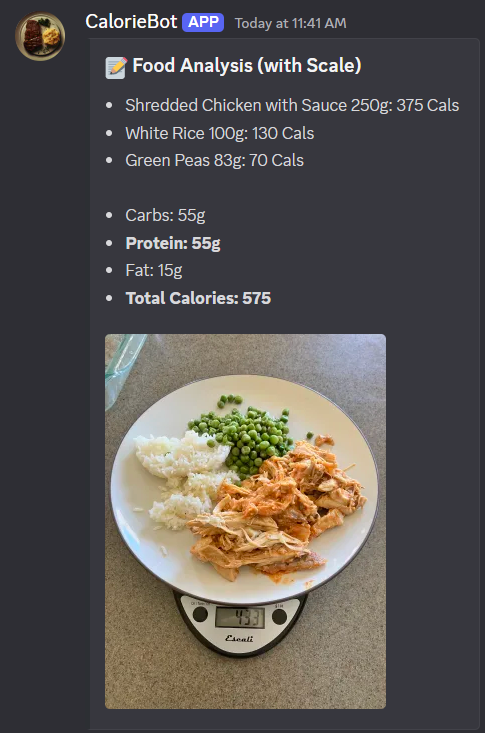 CalorieBot APP Today at 11:41 AM
Food Analysis (with Scale)
Shredded Chicken with Sauce 250g: 375 Cals
White Rice 100g: 130 Cals
Green Peas 83g: 70 Cals
Carbs: 55g
Protein: 55g
Fat: 15g
Total Calories: 575
433
Escali